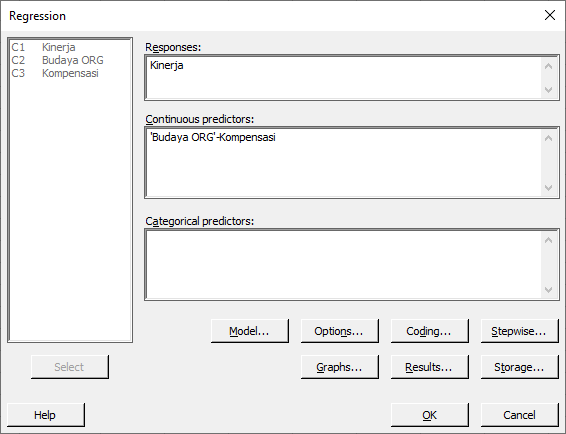 Regression
C1 Kinerja
C2 Budaya ORG
C3 Kompensasi
Responses:
Kinerja
Continuous predictors:
'Budaya ORG'-Kompensasi
Categorical predictors:
Model...
Options...
Coding...
Stepwise...
Select
Graphs...
Results...
Storage...
Help
OK
Cancel